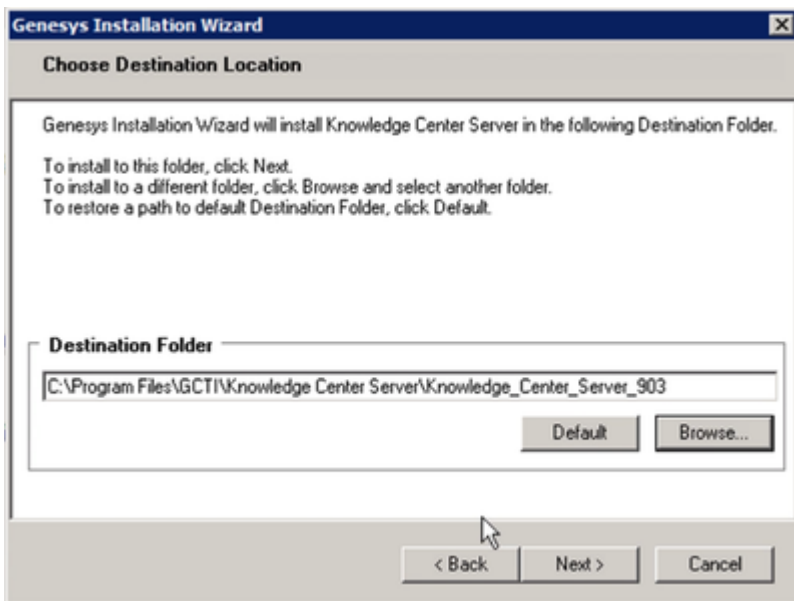 Genesys Installation Wizard
Choose Destination Location
Genesys Installation Wizard will install Knowledge Center Server in the following Destination Folder.
To install to this folder, click Next.
To install to a different folder, click Browse and select another folder.
To restore a path to default Destination Folder, click Default.
Destination Folder
C:\Program Files\GCTI\Knowledge Center Server\Knowledge_Center_Server_903
Default Browse...
< Back Next > Cancel